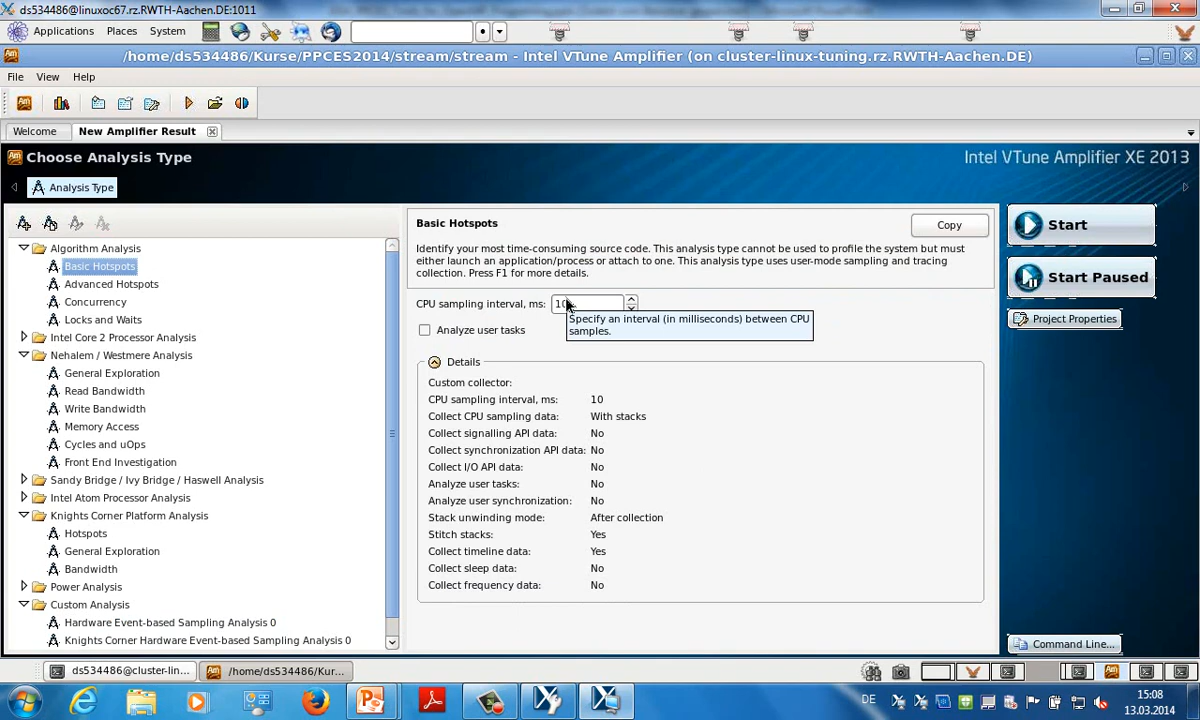 ds534486@linuxoc67.rz.RWTH-Aachen.DE:1011
Applications Places System
/home/ds534486/Kurse/PPCES2014/stream/stream - Intel VTune Amplifier (on cluster-linux-tuning.rz.RWTH-Aachen.DE)
File View Help
Welcome New Amplifier Result
Choose Analysis Type
Intel VTune Amplifier XE 2013
Analysis Type
Algorithm Analysis
Basic Hotspots
Advanced Hotspots
Concurrency
Locks and Waits
Intel Core 2 Processor Analysis
Nehalem / Westmere Analysis
General Exploration
Read Bandwidth
Write Bandwidth
Memory Access
Cycles and uOps
Front End Investigation
Sandy Bridge / Ivy Bridge / Haswell Analysis
Intel Atom Processor Analysis
Knights Corner Platform Analysis
Hotspots
General Exploration
Bandwidth
Power Analysis
Custom Analysis
Hardware Event-based Sampling Analysis 0
Knights Corner Hardware Event-based Sampling Analysis 0
Basic Hotspots
Copy
Identify your most time-consuming source code. This analysis type cannot be used to profile the system but must
either launch an application/process or attach to one. This analysis type uses user-mode sampling and tracing
collection. Press F1 for more details.
CPU sampling interval, ms: 10
Specify an interval (in milliseconds) between CPU
samples.
Analyze user tasks
Details
Custom collector:
CPU sampling interval, ms: 10
Collect CPU sampling data: With stacks
Collect signalling API data: No
Collect synchronization API data: No
Collect I/O API data: No
Analyze user tasks: No
Analyze user synchronization: No
Stack unwinding mode: After collection
Stitch stacks: Yes
Collect timeline data: Yes
Collect sleep data: No
Collect frequency data: No
Start
Start Paused
Project Properties
Command Line...
ds534486@cluster-lin...
/home/ds534486/Kur...
DE
15:08
13.03.2014